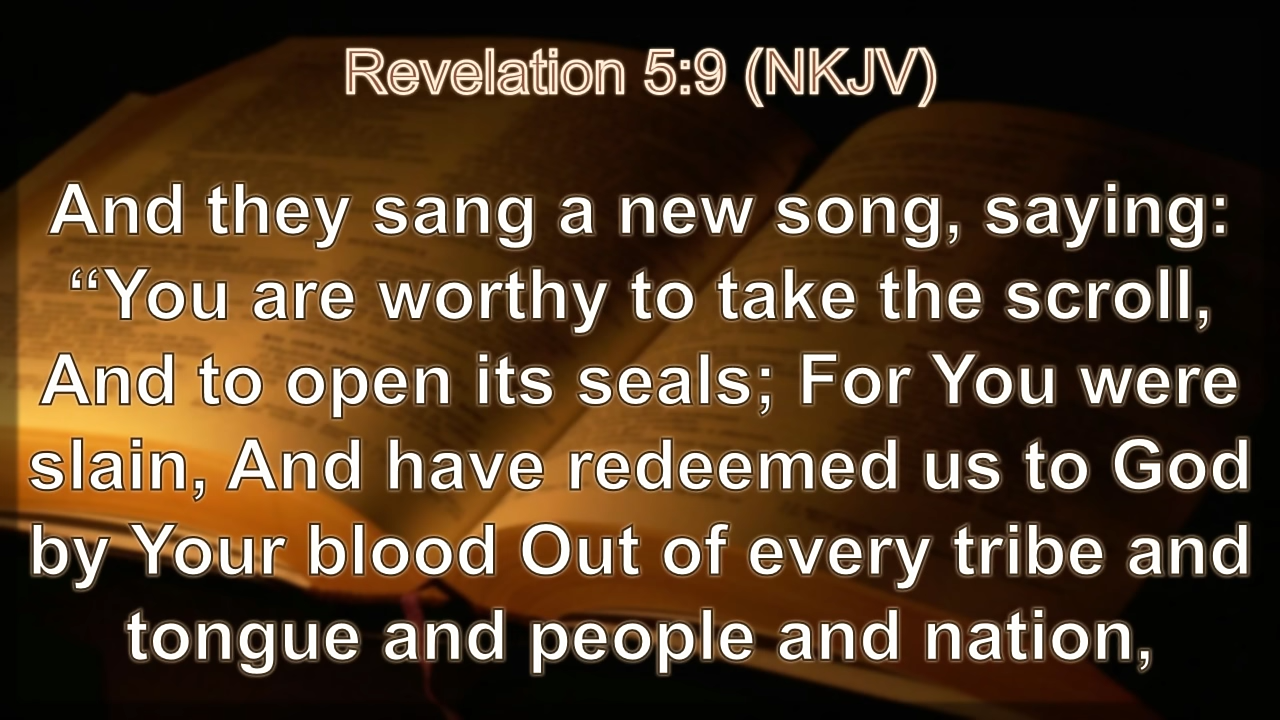 Revelation 5:9 (NKJV)
And they sang a new song, saying:
“You are worthy to take the scroll,
And to open its seals; For You were
slain, And have redeemed us to God
by Your blood Out of every tribe and
tongue and people and nation,